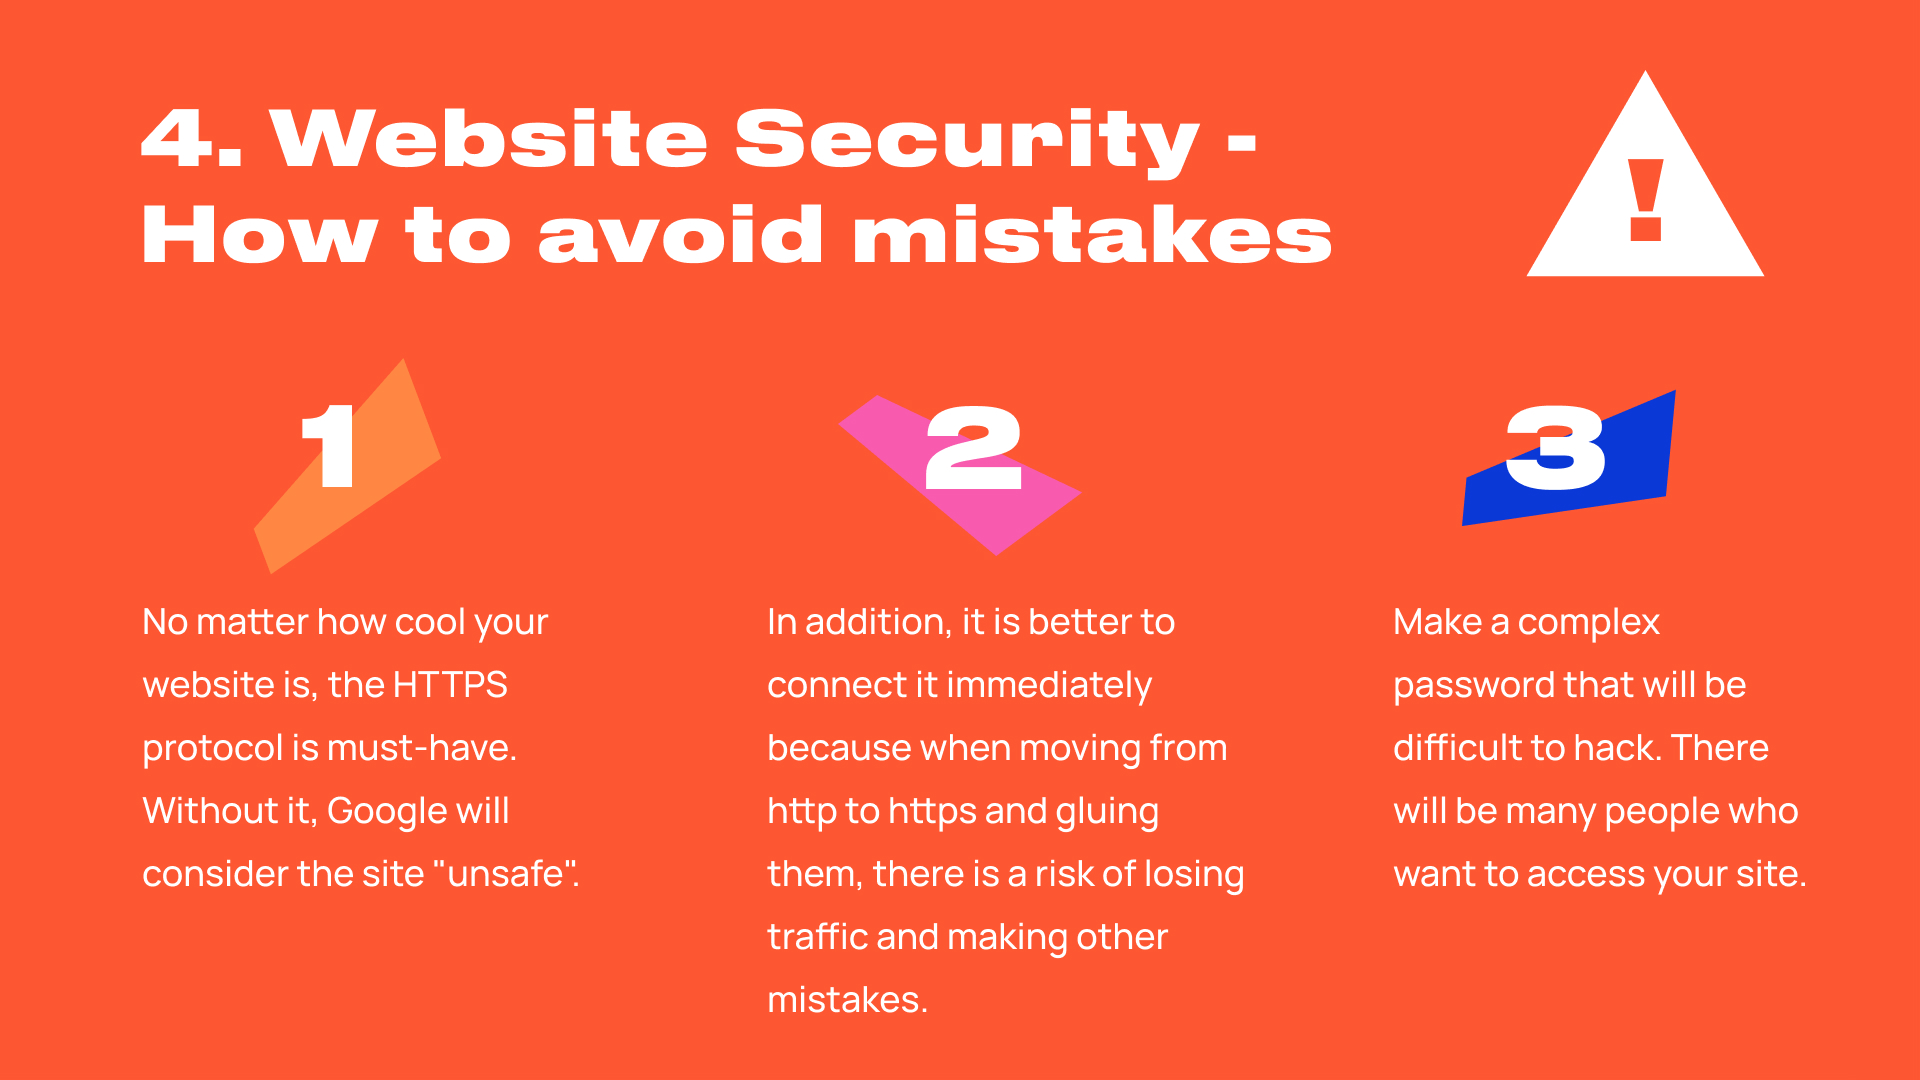 4. Website Security -
How to avoid mistakes
!
1
No matter how cool your
website is, the HTTPS
protocol is must-have.
Without it, Google will
consider the site "unsafe".
2
In addition, it is better to
connect it immediately
because when moving from
http to https and gluing
them, there is a risk of losing
traffic and making other
mistakes.
3
Make a complex
password that will be
difficult to hack. There
will be many people who
want to access your site.